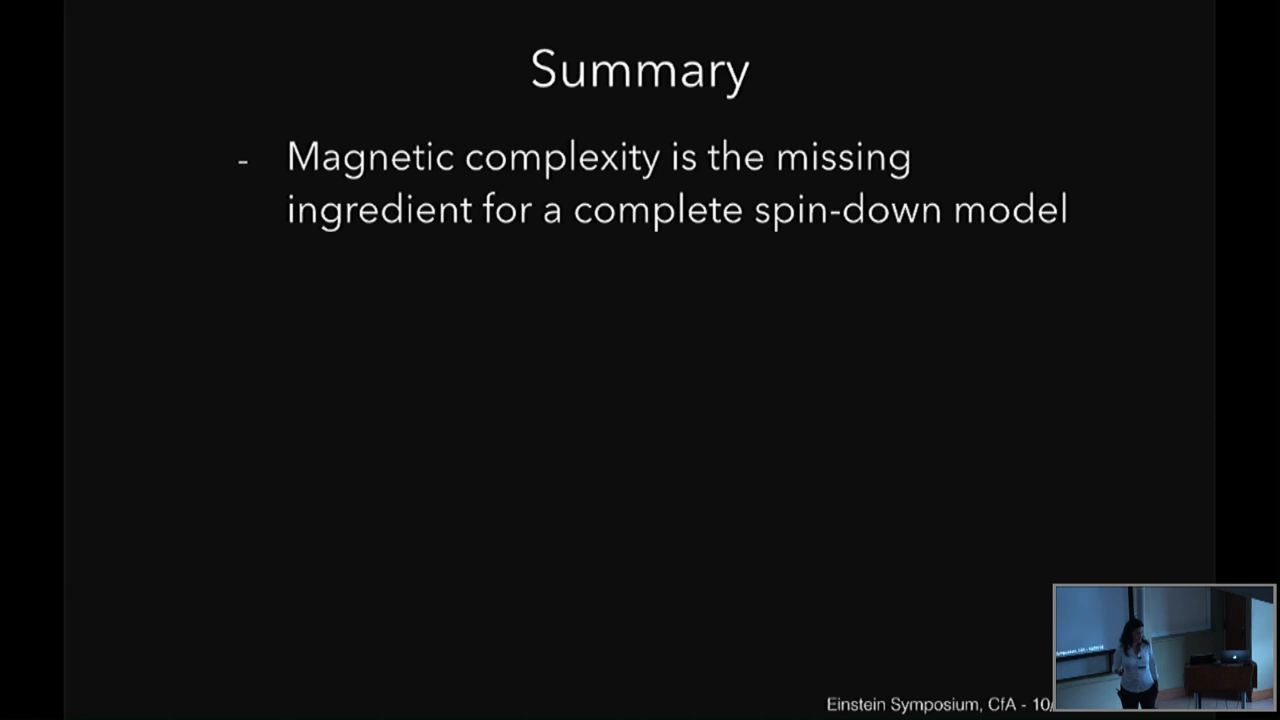 Summary
- Magnetic complexity is the missing
ingredient for a complete spin-down model
Einstein Symposium, CfA - 10/